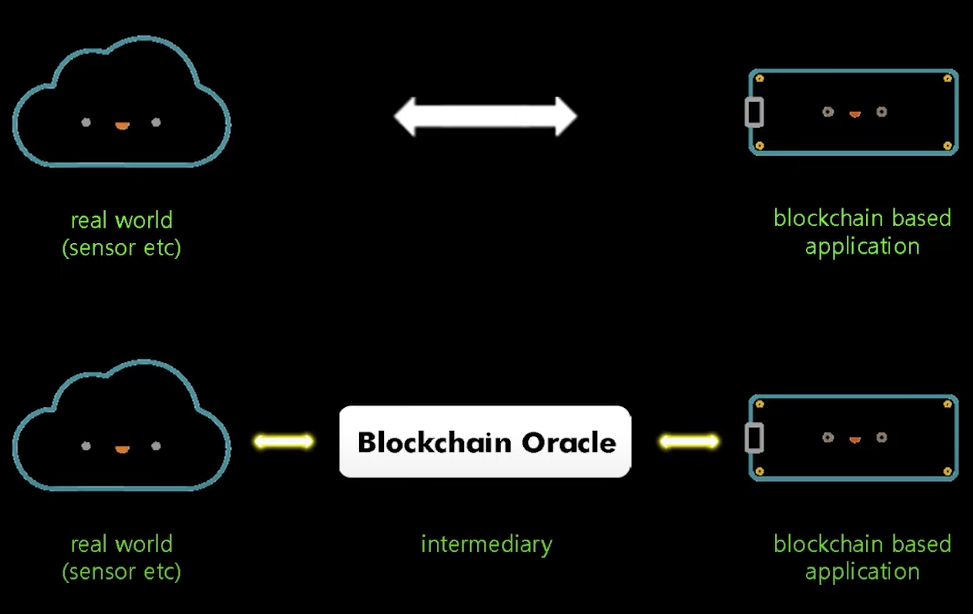 real world
(sensor etc)
blockchain based
application
Blockchain Oracle
real world
(sensor etc)
intermediary
blockchain based
application